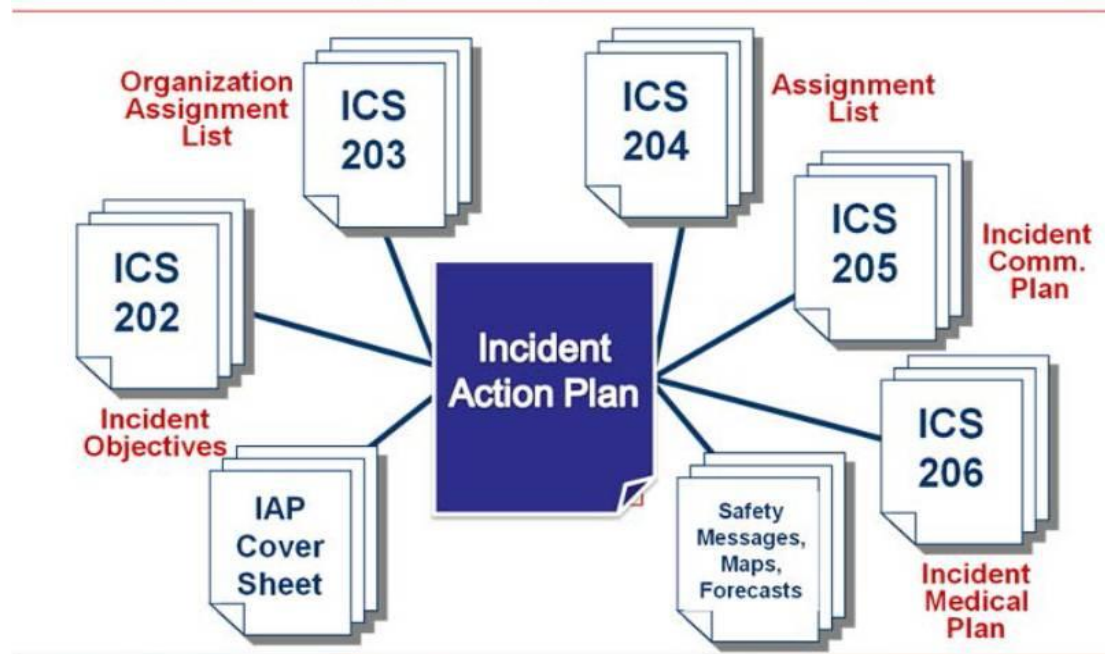 Organization
Assignment
List
ICS
203
ICS
204
Assignment
List
ICS
202
Incident
Objectives
ICS
205
Incident
Comm.
Plan
Incident
Action Plan
IAP
Cover
Sheet
Safety
Messages,
Maps,
Forecasts
ICS
206
Incident
Medical
Plan